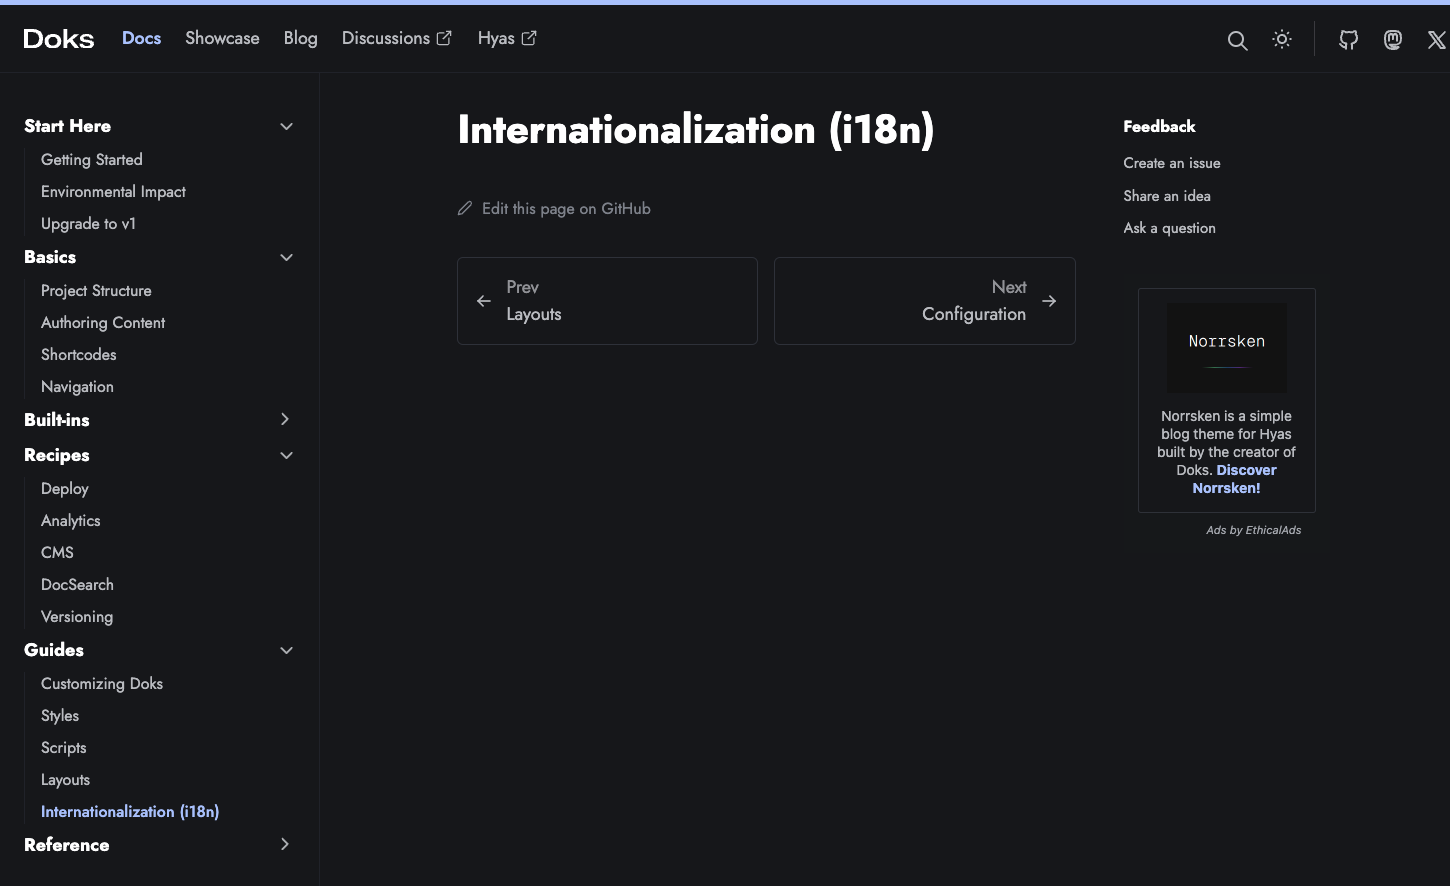 Doks
Docs
Showcase
Blog
Discussions
Hyas
Start Here
Getting Started
Environmental Impact
Upgrade to v1
Basics
Project Structure
Authoring Content
Shortcodes
Navigation
Built-ins
Recipes
Deploy
Analytics
CMS
DocSearch
Versioning
Guides
Customizing Doks
Styles
Scripts
Layouts
Internationalization (i18n)
Reference
Internationalization (i18n)
Edit this page on GitHub
Prev
Layouts
Next
Configuration
Feedback
Create an issue
Share an idea
Ask a question
Norrsken
Norrsken is a simple
blog theme for Hyas
built by the creator of
Doks. Discover
Norrsken!
Ads by EthicalAds